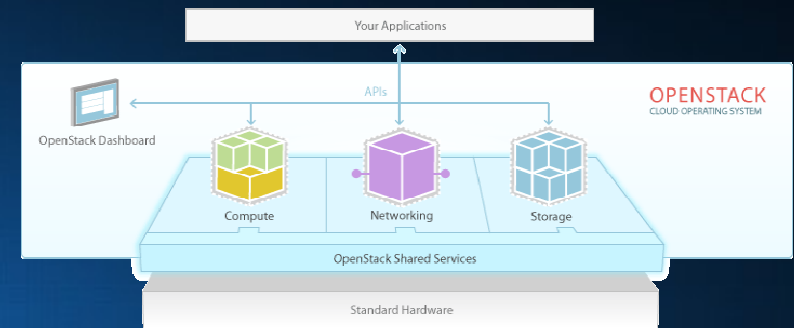 Your Applications
APIs
OPENSTACK
CLOUD OPERATING SYSTEM
OpenStack Dashboard
Compute
Networking
Storage
OpenStack Shared Services
Standard Hardware